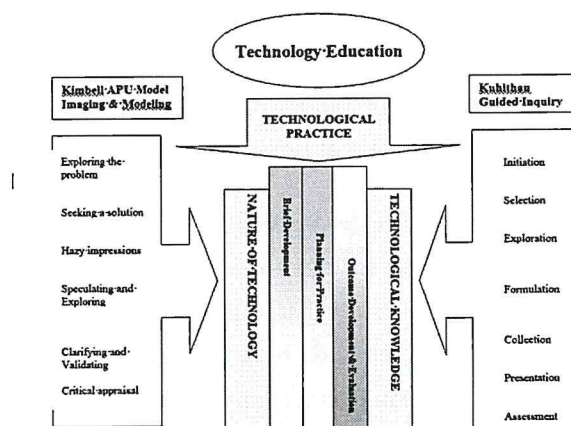 Technology·Education
Kimbell·APU·Model
Imaging·&·Modeling
Kuhlthau
Guided·Inquiry
TECHNOLOGICAL
PRACTICE
Exploring·the·
problem
Seeking·a·solution
Hazy·impressions
Speculating·and·
Exploring
Clarifying·and·
Validating
Critical·appraisal
NATURE·OF·TECHNOLOGY
Brief·Development
Planning·for·Practice
Outcome·Development·&·Evaluation
TECHNOLOGICAL·KNOWLEDGE
Initiation
Selection
Exploration
Formulation
Collection
Presentation
Assessment